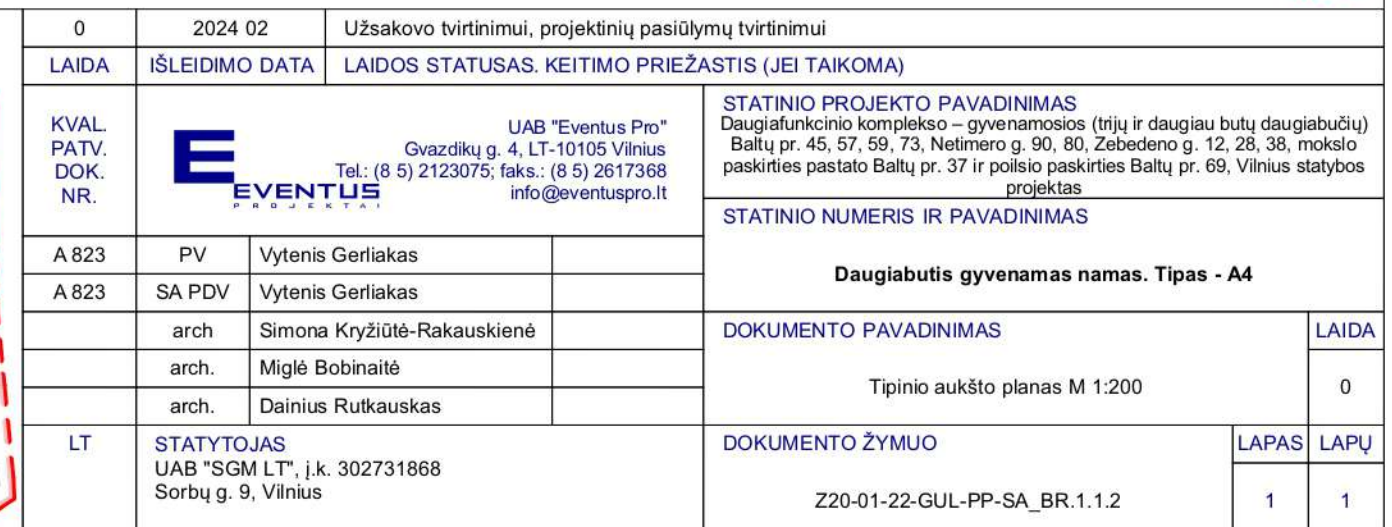 0 2024 02 Užsakovo tvirtinimui, projektinių pasiūlymų tvirtinimui
LAIDA IŠLEIDIMO DATA LAIDOS STATUSAS. KEITIMO PRIEŽASTIS (JEI TAIKOMA)
KVAL.
PATV.
DOK.
NR.
EVENTUS
PROJEKTAI
UAB "Eventus Pro"
Gvazdikų g. 4, LT-10105 Vilnius
Tel.: (8 5) 2123075; faks.: (8 5) 2617368
info@eventuspro.lt
STATINIO PROJEKTO PAVADINIMAS
Daugiafunkcinio komplekso – gyvenamosios (trijų ir daugiau butų daugiabučių)
Baltų pr. 45, 57, 59, 73, Netimero g. 90, 80, Zebedeno g. 12, 28, 38, mokslo
paskirties pastato Baltų pr. 37 ir poilsio paskirties Baltų pr. 69, Vilnius statybos
projektas
STATINIO NUMERIS IR PAVADINIMAS
Daugiabutis gyvenamas namas. Tipas - A4
A 823 PV Vytenis Gerliakas
A 823 SA PDV Vytenis Gerliakas
arch Simona Kryžiūtė-Rakauskienė
arch. Miglė Bobinaitė
arch. Dainius Rutkauskas
DOKUMENTO PAVADINIMAS LAIDA
Tipinio aukšto planas M 1:200 0
LT STATYTOJAS
UAB "SGM LT", į.k. 302731868
Sorbų g. 9, Vilnius
DOKUMENTO ŽYMUO LAPAS LAPŲ
Z20-01-22-GUL-PP-SA_BR.1.1.2 1 1